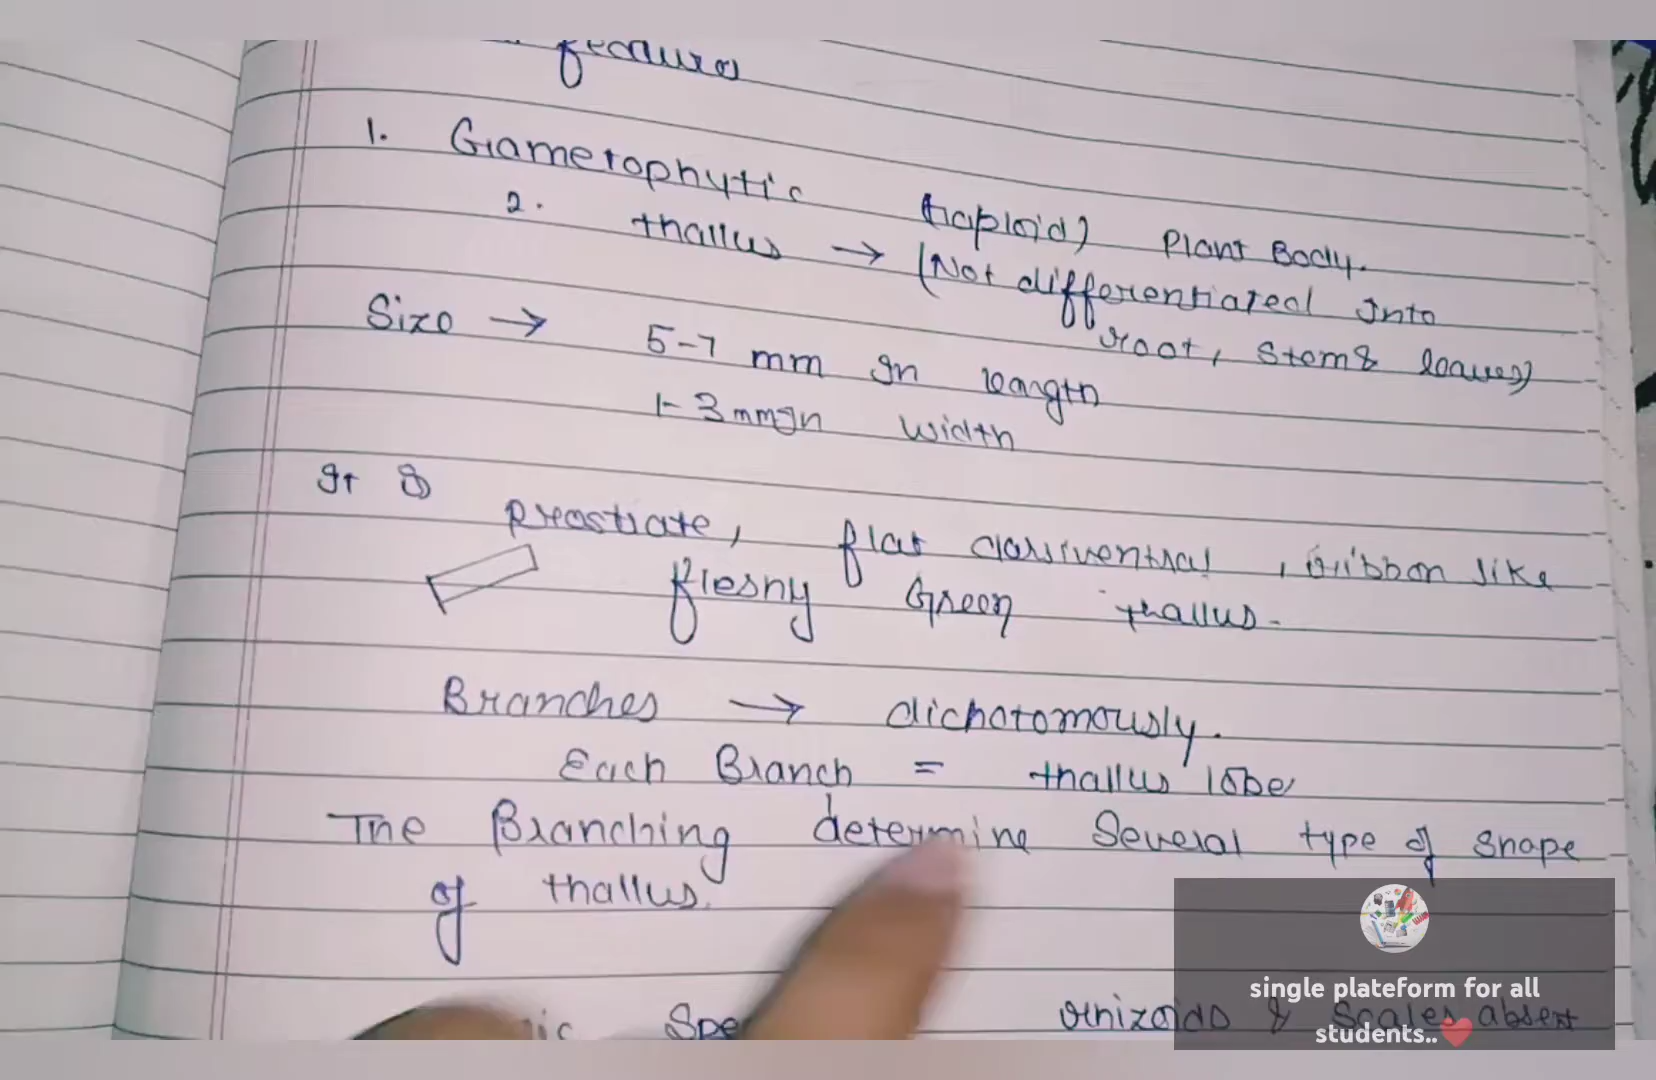 features
1. Gametophytic (haploid) Plant Body.
2. thallus → (Not differentiated Into
root, Stem & leaves)
Size → 5-7 mm In length
1-3 mm In width
It is
prostrate, flat dorsiventral, ribbon like
fleshy Green thallus.
Branches → dichotomously.
Each Branch = thallus lobe
The Branching determine Several type of shape
of thallus.
rhizoids & Scales absent
single plateform for all
students..❤️